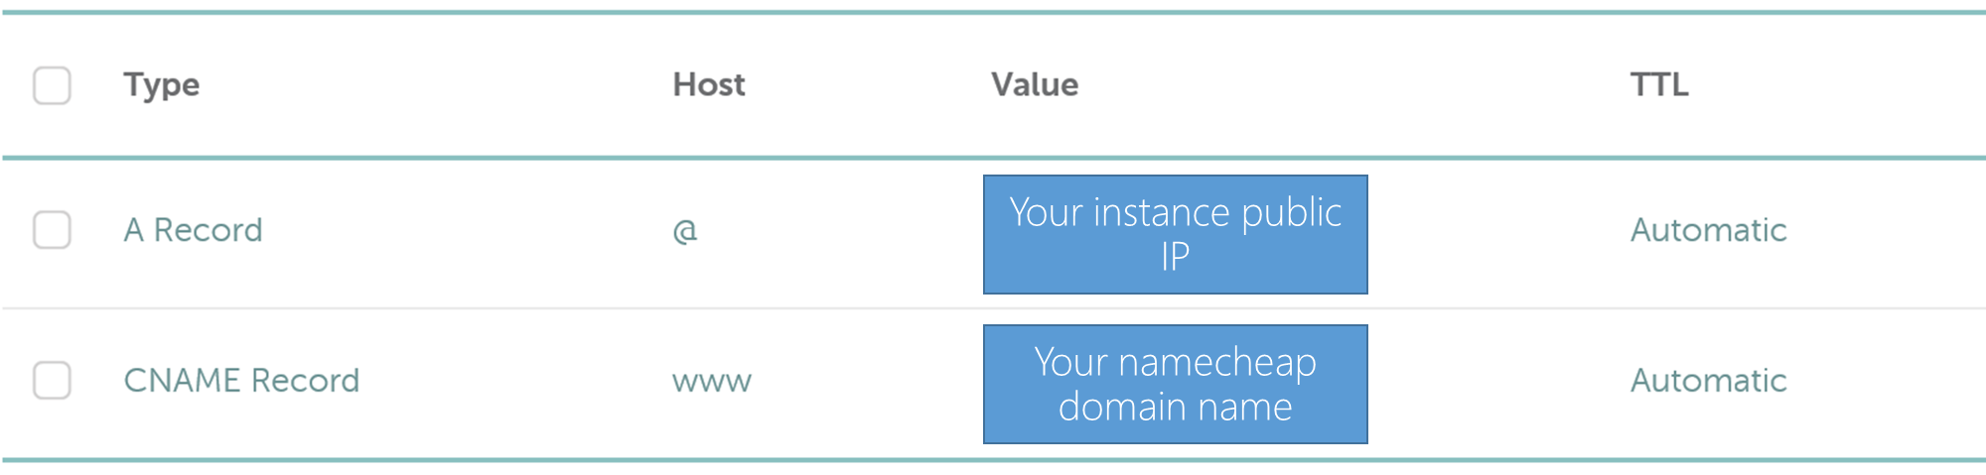 Type Host Value TTL
A Record @ Your instance public IP Automatic
CNAME Record www Your namecheap domain name Automatic